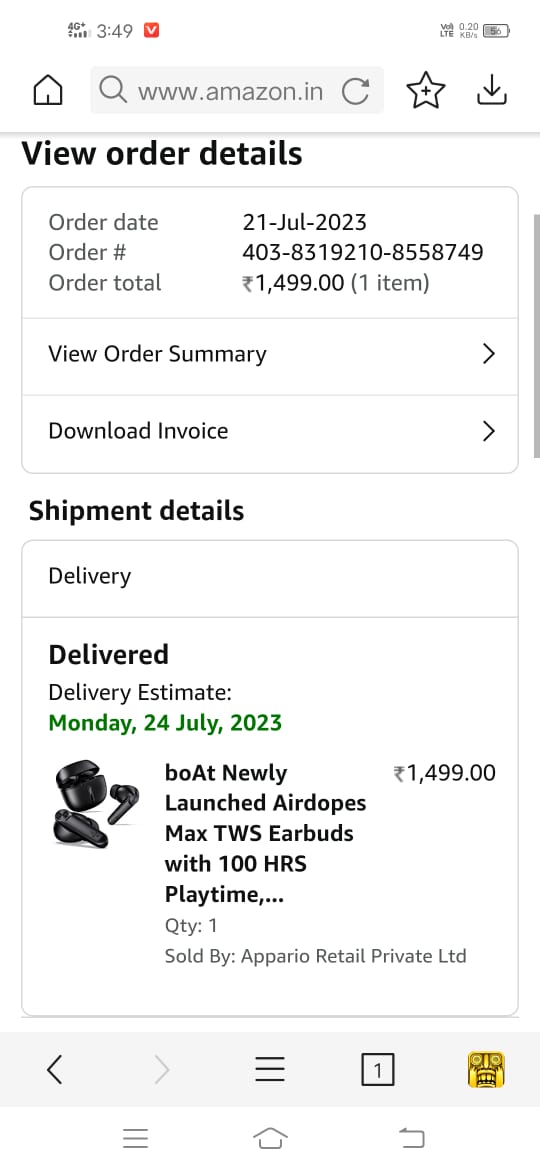 4G+ 3:49
Vo) 0.20
LTE KB/s 56
www.amazon.in
View order details
Order date 21-Jul-2023
Order # 403-8319210-8558749
Order total ₹1,499.00 (1 item)
View Order Summary
Download Invoice
Shipment details
Delivery
Delivered
Delivery Estimate:
Monday, 24 July, 2023
boAt Newly ₹1,499.00
Launched Airdopes
Max TWS Earbuds
with 100 HRS
Playtime,...
Qty: 1
Sold By: Appario Retail Private Ltd
1